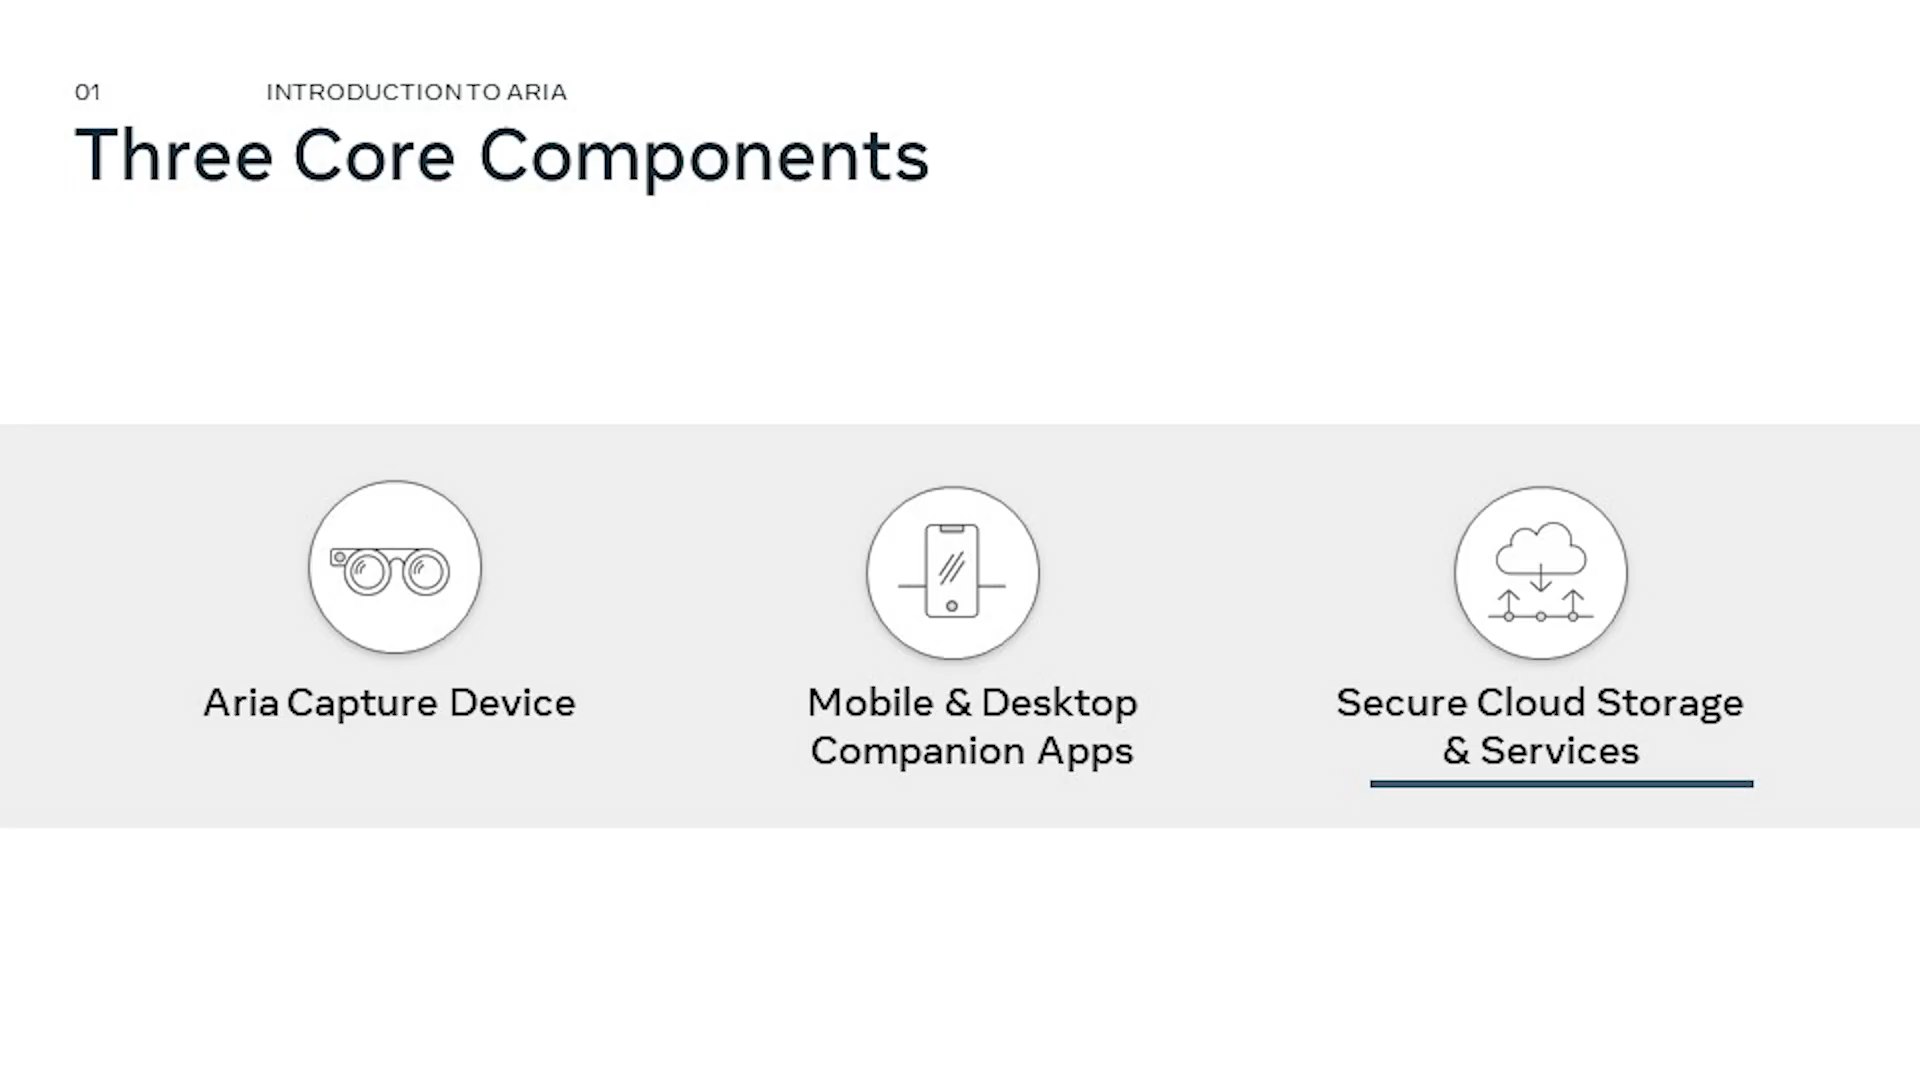 01 INTRODUCTION TO ARIA
Three Core Components
Aria Capture Device
Mobile & Desktop
Companion Apps
Secure Cloud Storage
& Services